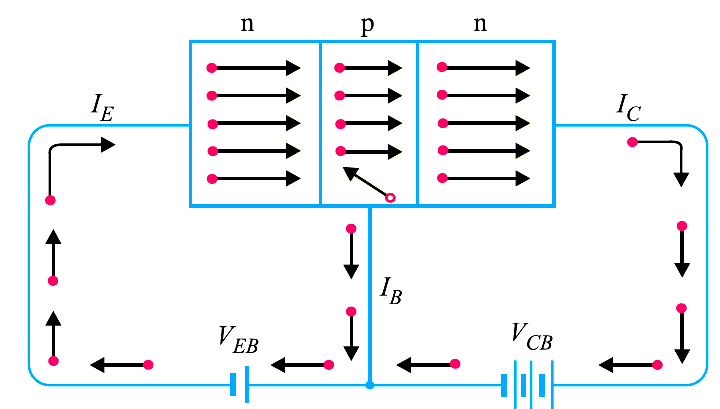 n p n
I_E
I_C
I_B
V_EB
V_CB